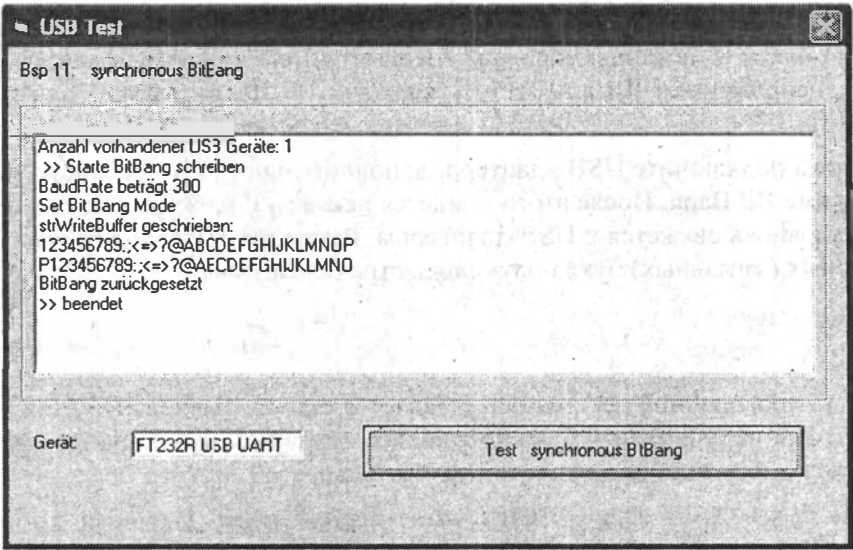 USB Test
Bsp 11: synchronous BitBang
Anzahl vorhandener USB Geräte: 1
>> Starte BitBang schreiben
BaudRate beträgt 300
Set Bit Bang Mode
strWriteBuffer geschrieben:
123456789:;<=>?@ABCDEFGHIJKLMNOP
P123456789:;<=>?@ABCDEFGHIJKLMNO
BitBang zurückgesetzt
>> beendet
Gerät: FT232R USB UART
Test synchronous BitBang